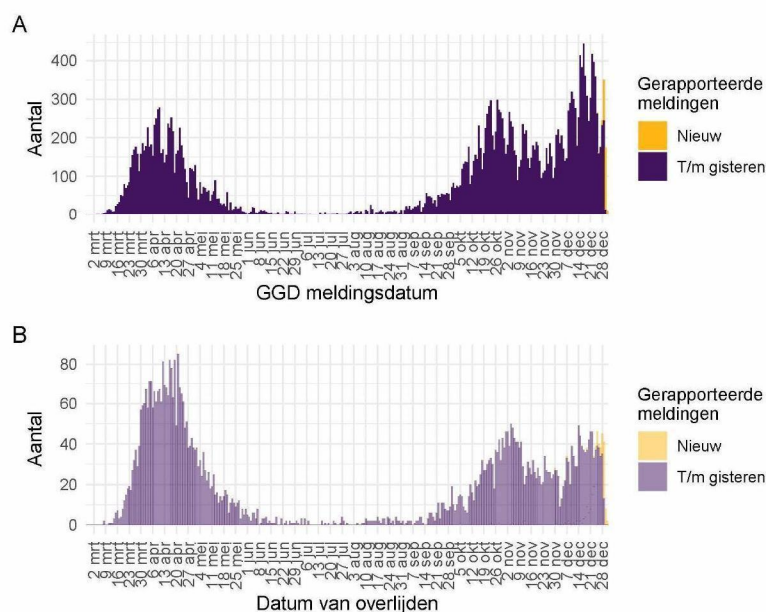 A
400
300
200
100
0
Aantal
2 mrt
9 mrt
16 mrt
23 mrt
30 mrt
6 apr
13 apr
20 apr
27 apr
4 mei
11 mei
18 mei
25 mei
1 jun
8 jun
15 jun
22 jun
29 jun
6 jul
13 jul
20 jul
27 jul
3 aug
10 aug
17 aug
24 aug
31 aug
7 sep
14 sep
21 sep
28 sep
5 okt
12 okt
19 okt
26 okt
2 nov
9 nov
16 nov
23 nov
30 nov
7 dec
14 dec
21 dec
28 dec
GGD meldingsdatum
Gerapporteerde
meldingen
Nieuw
T/m gisteren
B
80
60
40
20
0
Aantal
2 mrt
9 mrt
16 mrt
23 mrt
30 mrt
6 apr
13 apr
20 apr
27 apr
4 mei
11 mei
18 mei
25 mei
1 jun
8 jun
15 jun
22 jun
29 jun
6 jul
13 jul
20 jul
27 jul
3 aug
10 aug
17 aug
24 aug
31 aug
7 sep
14 sep
21 sep
28 sep
5 okt
12 okt
19 okt
26 okt
2 nov
9 nov
16 nov
23 nov
30 nov
7 dec
14 dec
21 dec
28 dec
Datum van overlijden
Gerapporteerde
meldingen
Nieuw
T/m gisteren